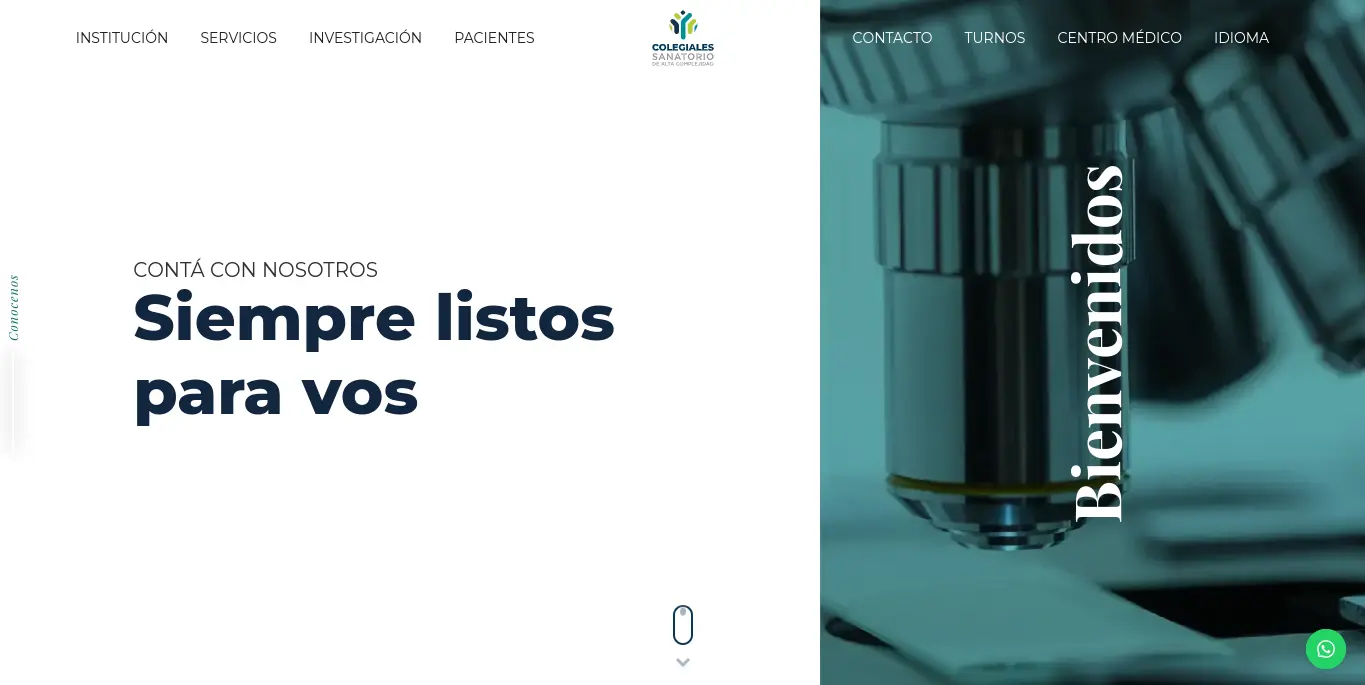 INSTITUCIÓN SERVICIOS INVESTIGACIÓN PACIENTES
COLEGIALES
SANATORIO
DE ALTA COMPLEJIDAD
CONTACTO TURNOS CENTRO MÉDICO IDIOMA
Conocenos
CONTÁ CON NOSOTROS
Siempre listos
para vos
Bienvenidos